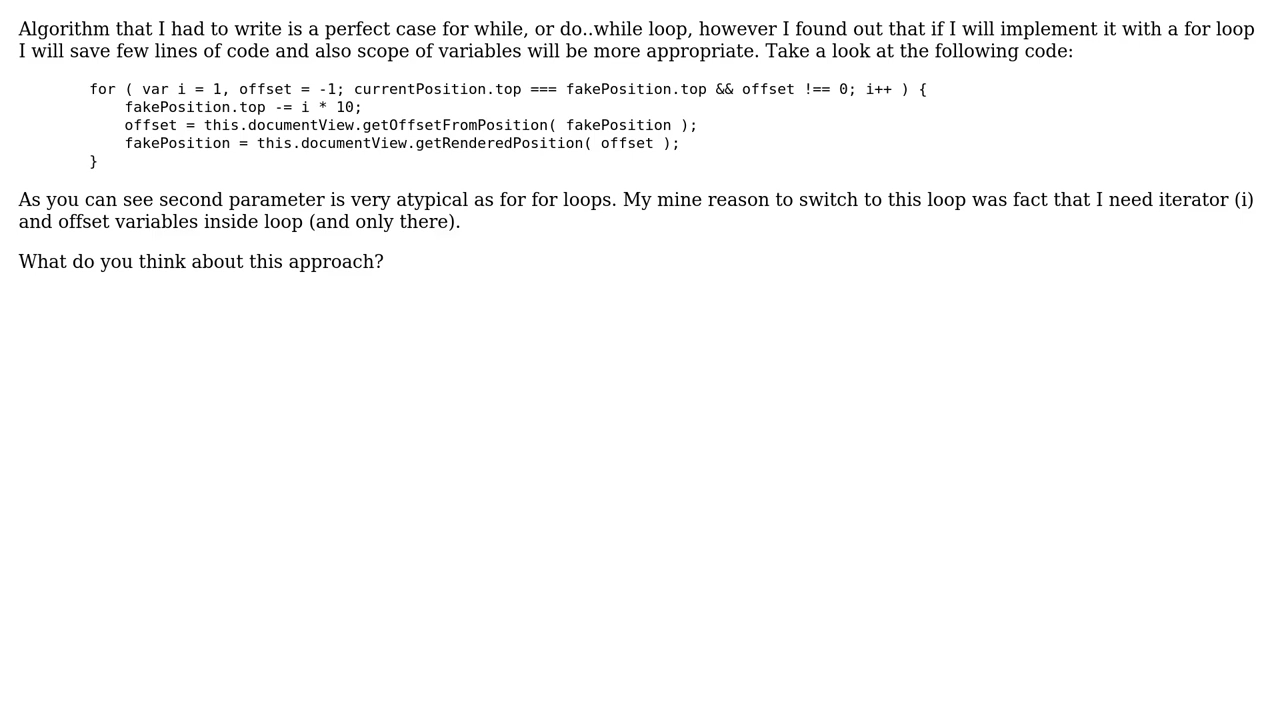 Algorithm that I had to write is a perfect case for while, or do..while loop, however I found out that if I will implement it with a for loop
I will save few lines of code and also scope of variables will be more appropriate. Take a look at the following code:
for ( var i = 1, offset = -1; currentPosition.top === fakePosition.top && offset !== 0; i++ ) {
    fakePosition.top -= i * 10;
    offset = this.documentView.getOffsetFromPosition( fakePosition );
    fakePosition = this.documentView.getRenderedPosition( offset );
}
As you can see second parameter is very atypical as for for loops. My mine reason to switch to this loop was fact that I need iterator (i)
and offset variables inside loop (and only there).
What do you think about this approach?